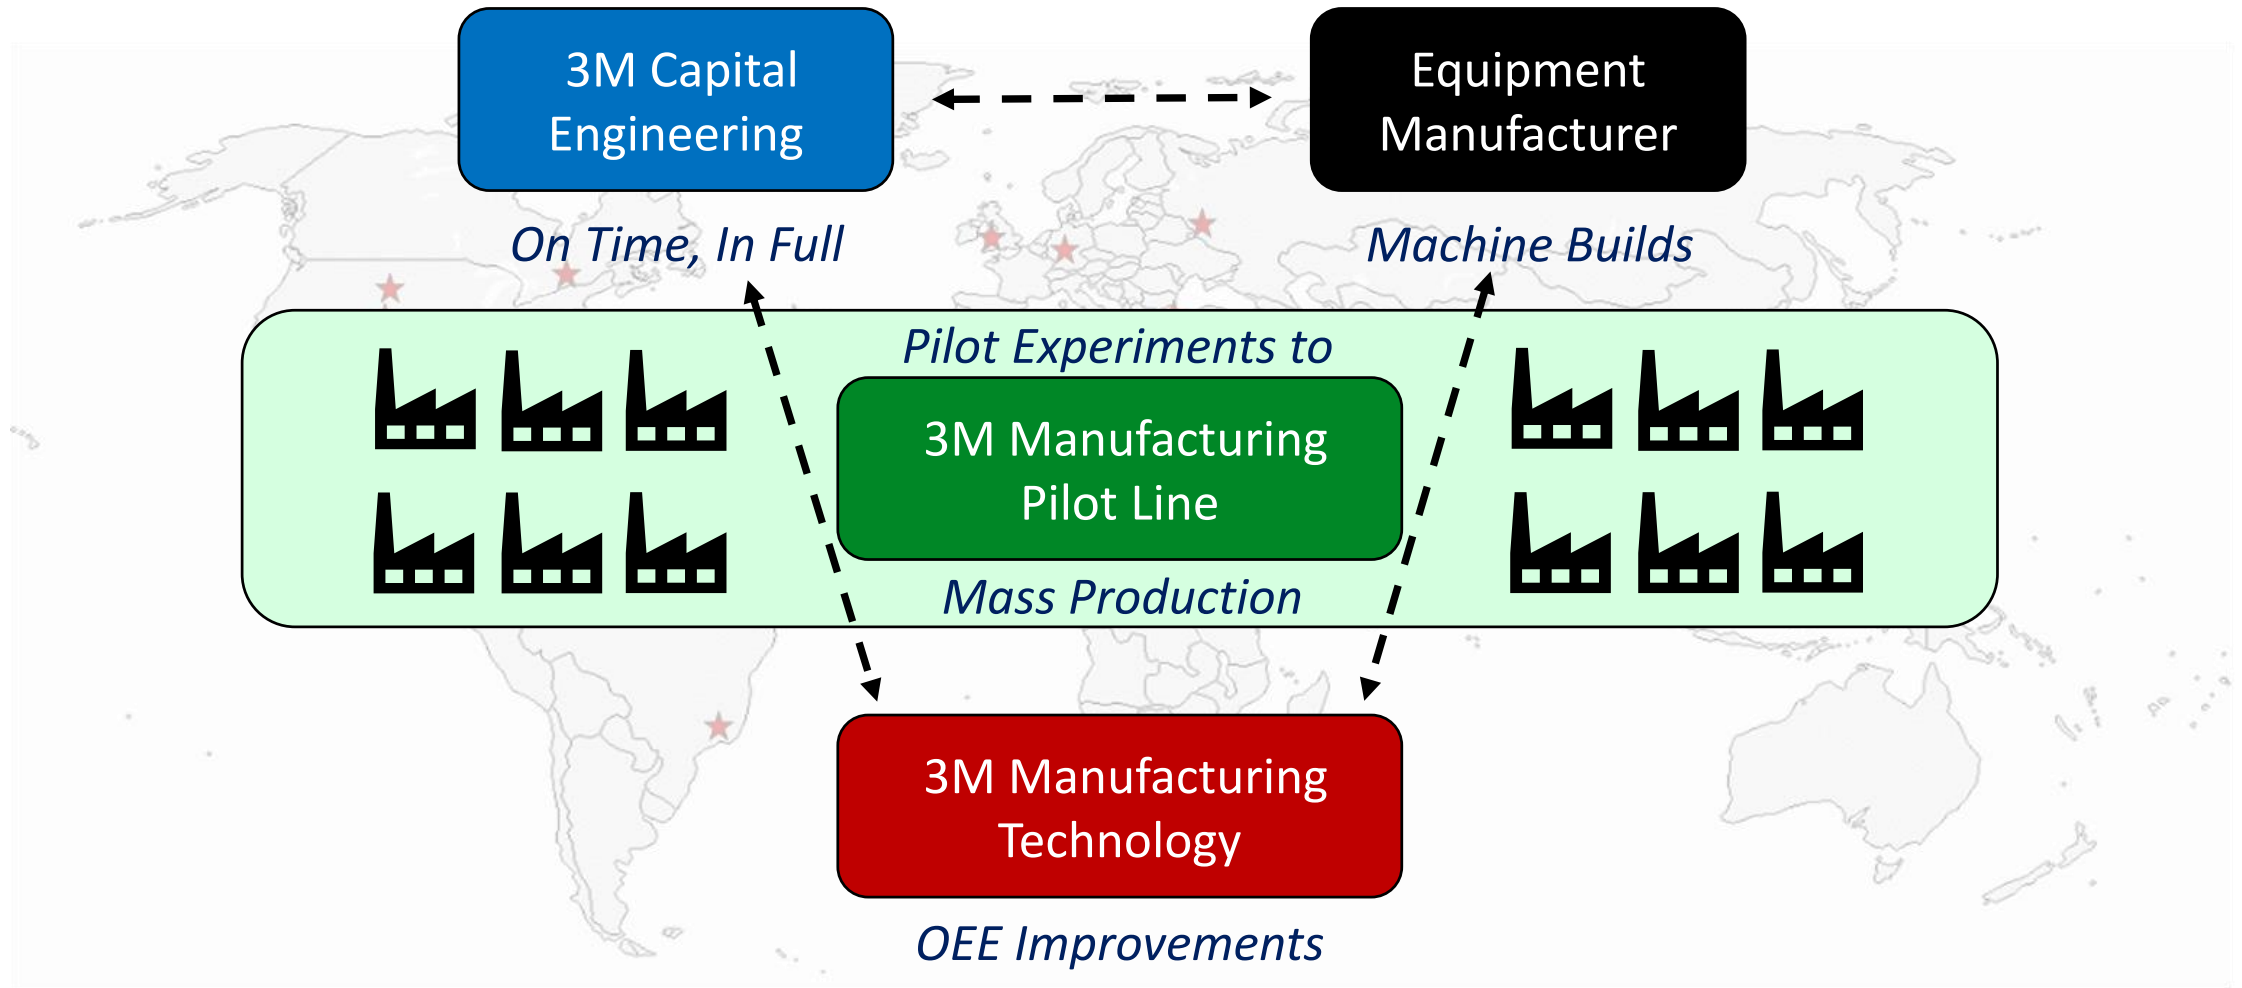 3M Capital
Engineering
Equipment
Manufacturer
On Time, In Full
Machine Builds
Pilot Experiments to
3M Manufacturing
Pilot Line
Mass Production
3M Manufacturing
Technology
OEE Improvements